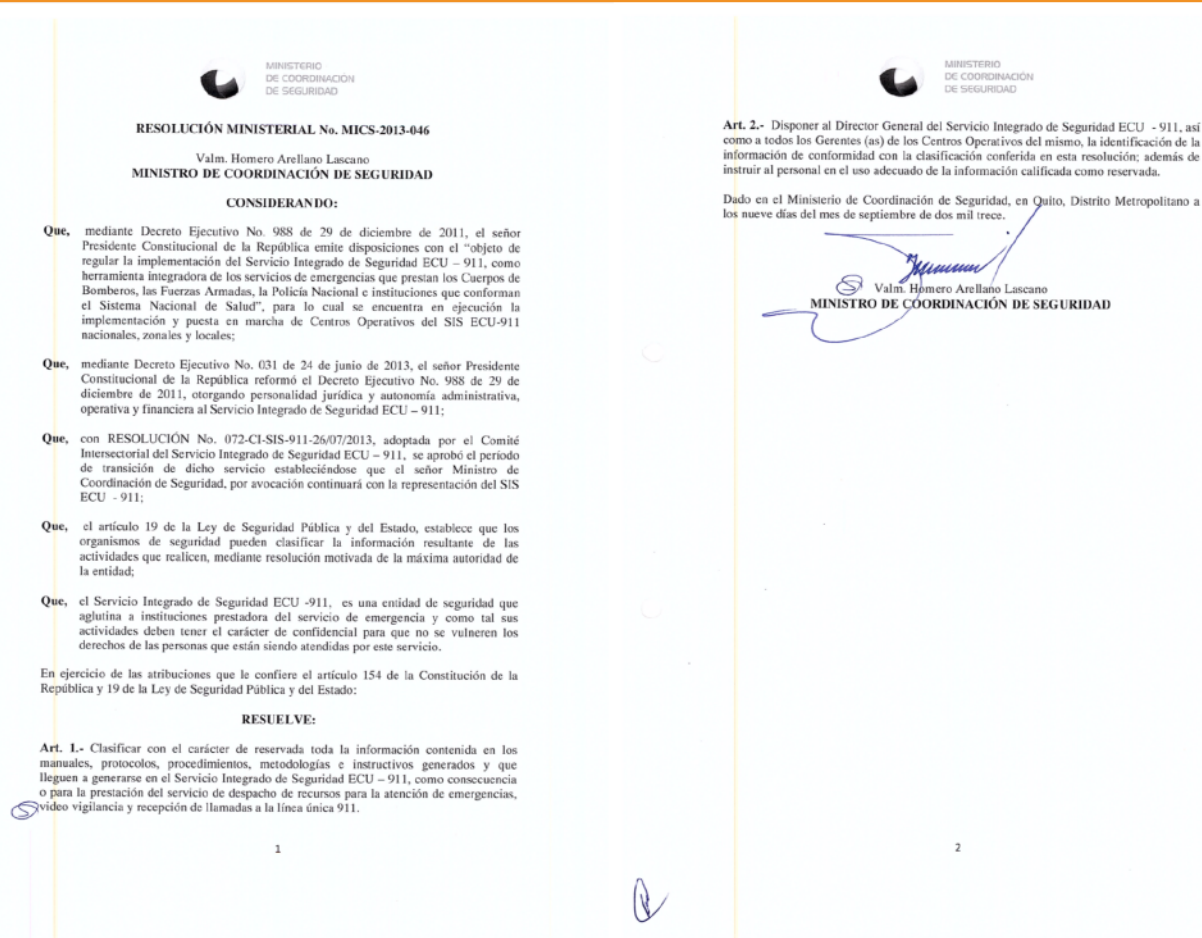 MINISTERIO
DE COORDINACIÓN
DE SEGURIDAD
RESOLUCIÓN MINISTERIAL No. MICS-2013-046
Valm. Homero Arellano Lascano
MINISTRO DE COORDINACIÓN DE SEGURIDAD
CONSIDERANDO:
Que, mediante Decreto Ejecutivo No. 988 de 29 de diciembre de 2011, el señor
Presidente Constitucional de la República emite disposiciones con el “objeto de
regular la implementación del Servicio Integrado de Seguridad ECU – 911, como
herramienta integradora de los servicios de emergencias que prestan los Cuerpos de
Bomberos, las Fuerzas Armadas, la Policía Nacional e instituciones que conforman
el Sistema Nacional de Salud”, para lo cual se encuentra en ejecución la
implementación y puesta en marcha de Centros Operativos del SIS ECU-911
nacionales, zonales y locales;
Que, mediante Decreto Ejecutivo No. 031 de 24 de junio de 2013, el señor Presidente
Constitucional de la República reformó el Decreto Ejecutivo No. 988 de 29 de
diciembre de 2011, otorgando personalidad jurídica y autonomía administrativa,
operativa y financiera al Servicio Integrado de Seguridad ECU – 911;
Que, con RESOLUCIÓN No. 072-CI-SIS-911-26/07/2013, adoptada por el Comité
Intersectorial del Servicio Integrado de Seguridad ECU – 911, se aprobó el período
de transición de dicho servicio estableciéndose que el señor Ministro de
Coordinación de Seguridad, por avocación continuará con la representación del SIS
ECU - 911;
Que, el artículo 19 de la Ley de Seguridad Pública y del Estado, establece que los
organismos de seguridad pueden clasificar la información resultante de las
actividades que realicen, mediante resolución motivada de la máxima autoridad de
la entidad;
Que, el Servicio Integrado de Seguridad ECU -911, es una entidad de seguridad que
aglutina a instituciones prestadora del servicio de emergencia y como tal sus
actividades deben tener el carácter de confidencial para que no se vulneren los
derechos de las personas que están siendo atendidas por este servicio.
En ejercicio de las atribuciones que le confiere el artículo 154 de la Constitución de la
República y 19 de la Ley de Seguridad Pública y del Estado:
RESUELVE:
Art. 1.- Clasificar con el carácter de reservada toda la información contenida en los
manuales, protocolos, procedimientos, metodologías e instructivos generados y que
lleguen a generarse en el Servicio Integrado de Seguridad ECU – 911, como consecuencia
o para la prestación del servicio de despacho de recursos para la atención de emergencias,
video vigilancia y recepción de llamadas a la línea única 911.
1
MINISTERIO
DE COORDINACIÓN
DE SEGURIDAD
Art. 2.- Disponer al Director General del Servicio Integrado de Seguridad ECU - 911, así
como a todos los Gerentes (as) de los Centros Operativos del mismo, la identificación de la
información de conformidad con la clasificación conferida en esta resolución; además de
instruir al personal en el uso adecuado de la información calificada como reservada.
Dado en el Ministerio de Coordinación de Seguridad, en Quito, Distrito Metropolitano a
los nueve días del mes de septiembre de dos mil trece.
Valm. Homero Arellano Lascano
MINISTRO DE COORDINACIÓN DE SEGURIDAD
2